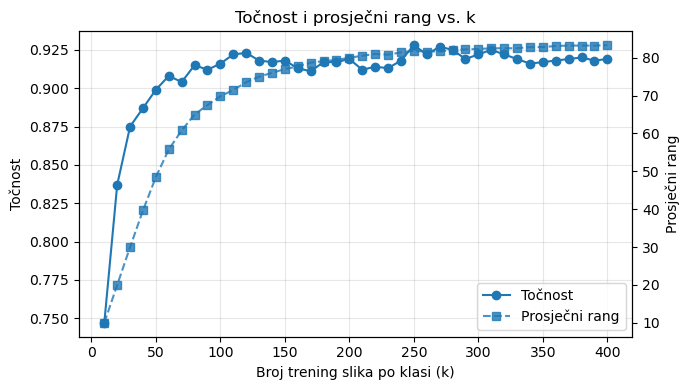 Točnost i prosječni rang vs. k
Točnost
0.925
0.900
0.875
0.850
0.825
0.800
0.775
0.750
80
70
60
50
40
30
20
10
Prosječni rang
Točnost
Prosječni rang
0 50 100 150 200 250 300 350 400
Broj trening slika po klasi (k)